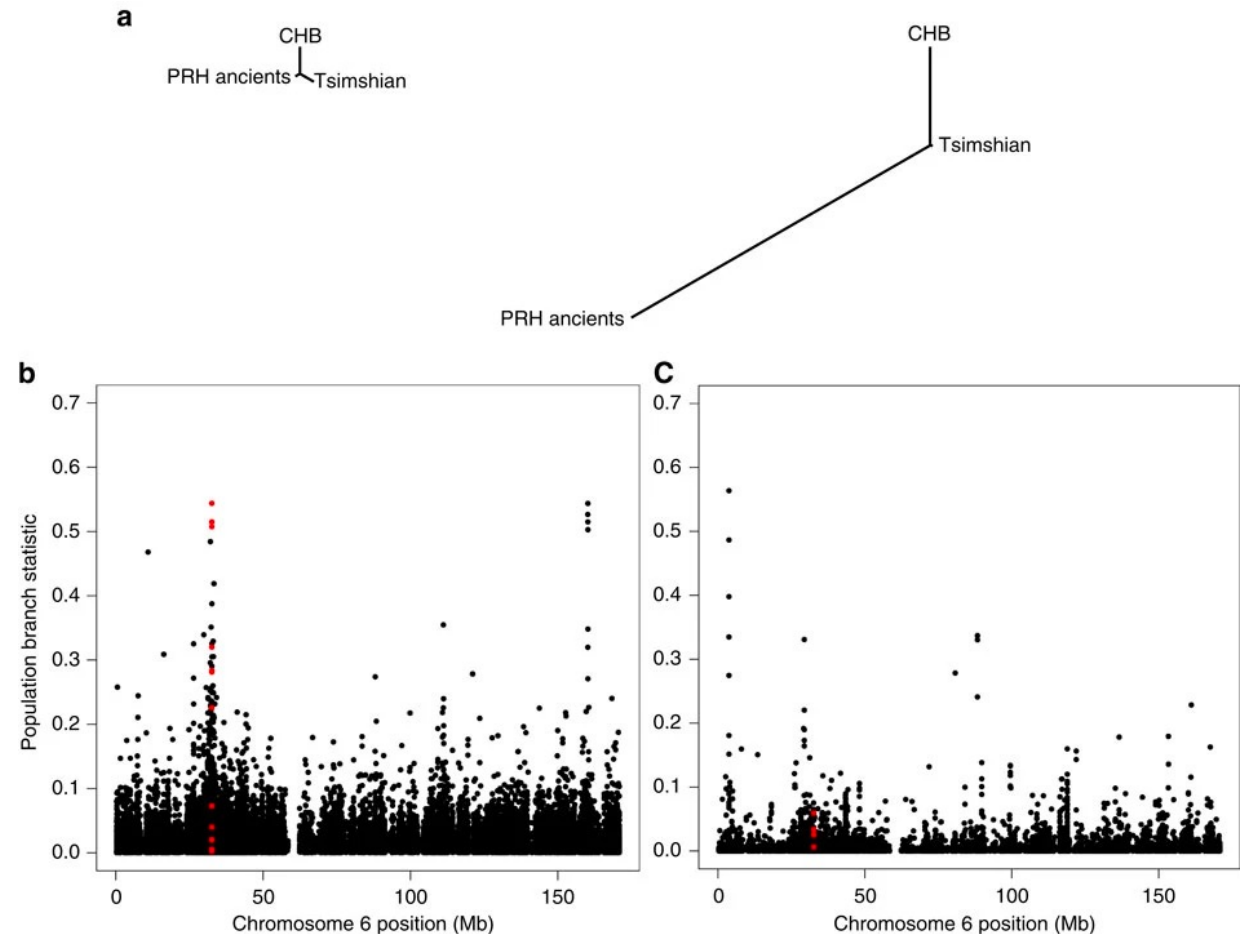 a
CHB
PRH ancients
Tsimshian
CHB
Tsimshian
PRH ancients
b
Population branch statistic
0.7
0.6
0.5
0.4
0.3
0.2
0.1
0.0
0 50 100 150
Chromosome 6 position (Mb)
C
0.7
0.6
0.5
0.4
0.3
0.2
0.1
0.0
0 50 100 150
Chromosome 6 position (Mb)